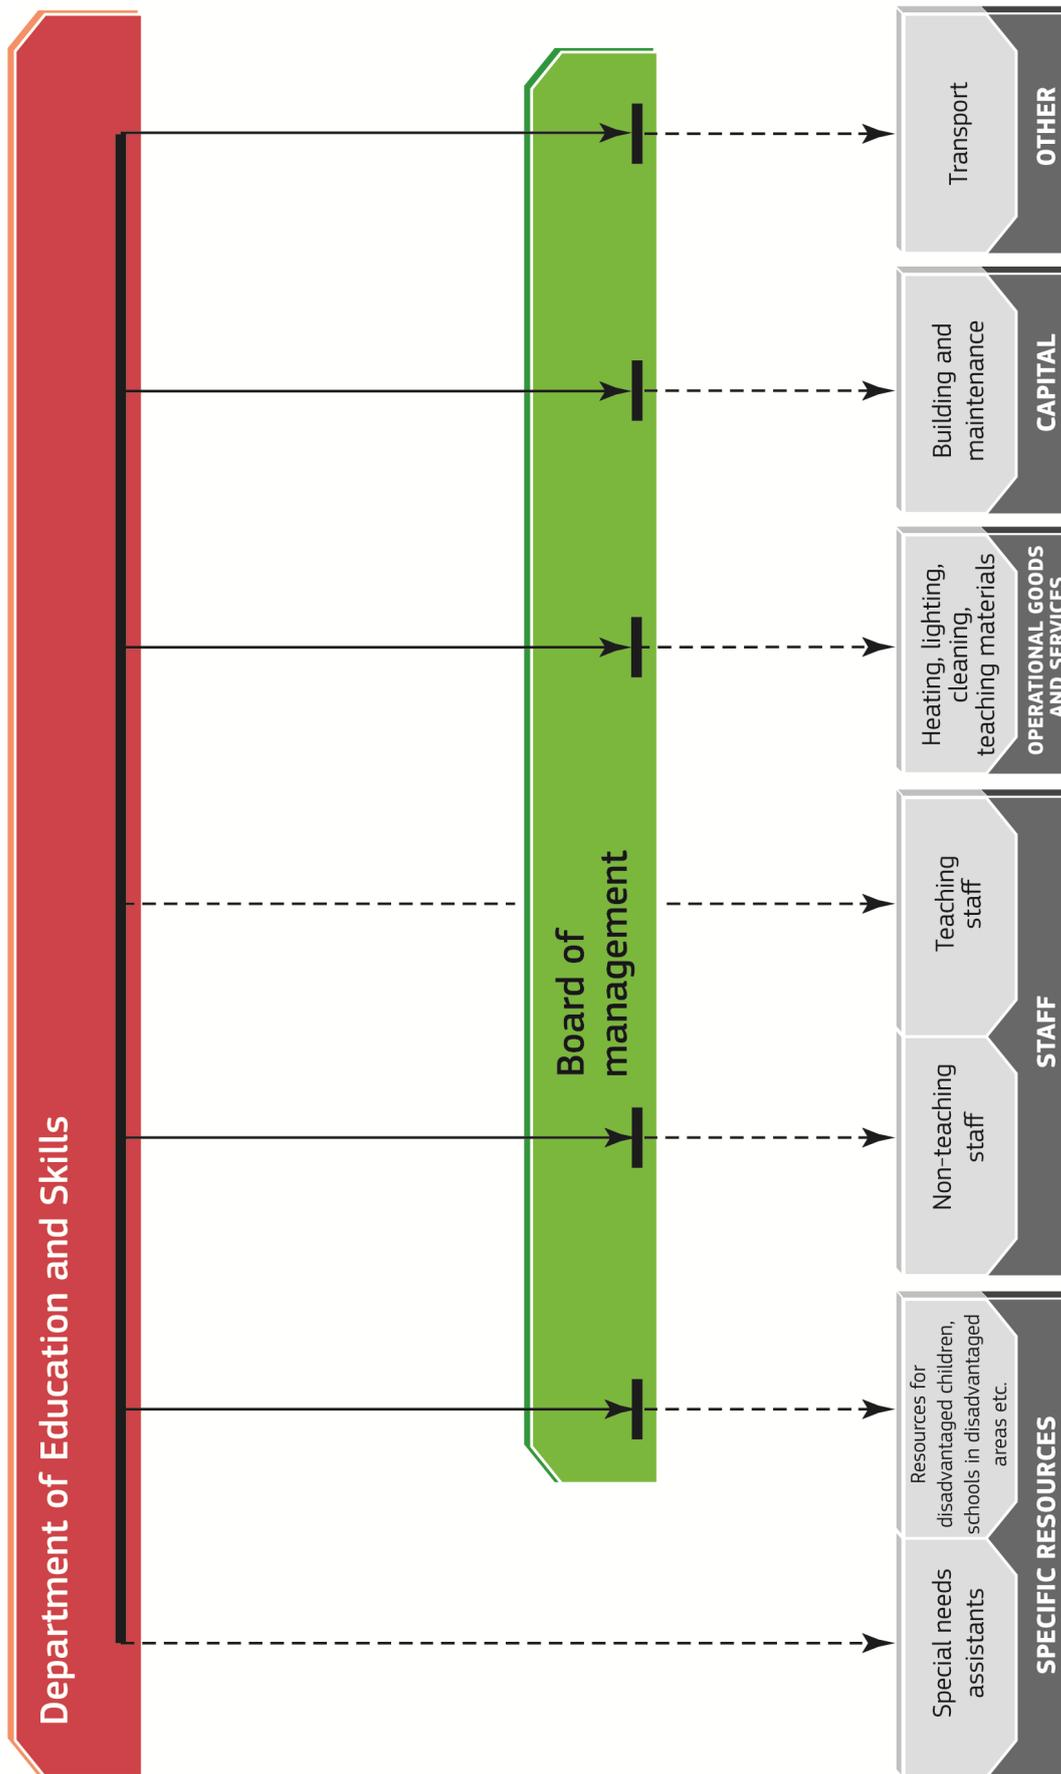 Department of Education and Skills
Board of
management
Special needs
assistants
Resources for
disadvantaged children,
schools in disadvantaged
areas etc.
Non-teaching
staff
Teaching
staff
Heating, lighting,
cleaning,
teaching materials
Building and
maintenance
Transport
SPECIFIC RESOURCES
STAFF
OPERATIONAL GOODS
AND SERVICES
CAPITAL
OTHER